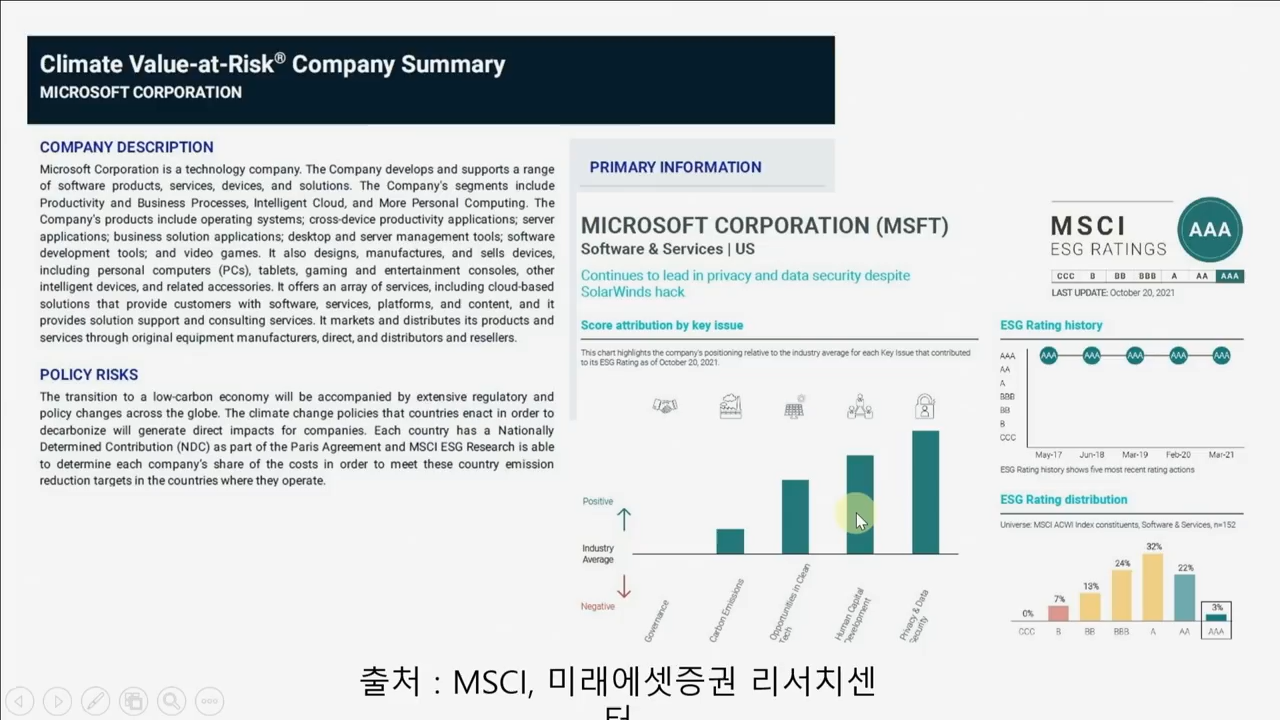 Climate Value-at-Risk® Company Summary
MICROSOFT CORPORATION
COMPANY DESCRIPTION
Microsoft Corporation is a technology company. The Company develops and supports a range
of software products, services, devices, and solutions. The Company's segments include
Productivity and Business Processes, Intelligent Cloud, and More Personal Computing. The
Company's products include operating systems; cross-device productivity applications; server
applications; business solution applications; desktop and server management tools; software
development tools; and video games. It also designs, manufactures, and sells devices,
including personal computers (PCs), tablets, gaming and entertainment consoles, other
intelligent devices, and related accessories. It offers an array of services, including cloud-based
solutions that provide customers with software, services, platforms, and content, and it
provides solution support and consulting services. It markets and distributes its products and
services through original equipment manufacturers, direct, and distributors and resellers.
POLICY RISKS
The transition to a low-carbon economy will be accompanied by extensive regulatory and
policy changes across the globe. The climate change policies that countries enact in order to
decarbonize will generate direct impacts for companies. Each country has a Nationally
Determined Contribution (NDC) as part of the Paris Agreement and MSCI ESG Research is able
to determine each company's share of the costs in order to meet these country emission
reduction targets in the countries where they operate.
PRIMARY INFORMATION
MICROSOFT CORPORATION (MSFT)
Software & Services | US
Continues to lead in privacy and data security despite
SolarWinds hack
Score attribution by key issue
This chart highlights the company's positioning relative to the industry average for each Key Issue that contributed
to its ESG Rating as of October 20, 2021.
Positive
Industry
Average
Negative
Governance
Carbon Emissions
Opportunities in Clean
Tech
Human Capital
Development
Privacy & Data
Security
MSCI
ESG RATINGS
AAA
CCC B BB BBB A AA AAA
LAST UPDATE: October 20, 2021
ESG Rating history
AAA AAA AAA AAA AAA AAA
AA
A
BBB
BB
B
CCC
May-17 Jun-18 Mar-19 Feb-20 Mar-21
ESG Rating history shows five most recent rating actions
ESG Rating distribution
Universe: MSCI ACWI Index constituents, Software & Services, n=152
0% 7% 13% 24% 32% 22% 3%
CCC B BB BBB A AA AAA
출처 : MSCI, 미래에셋증권 리서치센
터